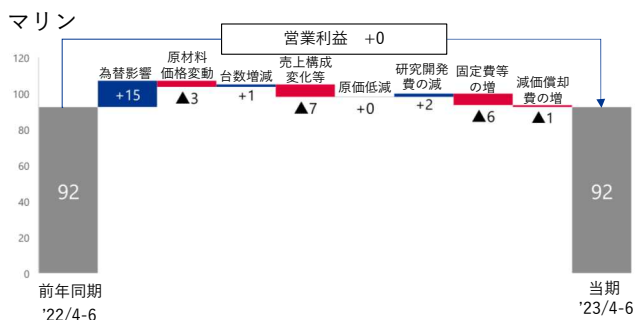 マリン
営業利益 +0
120
100
80
60
40
20
0
為替影響
+15
原材料
価格変動
▲3
台数増減
+1
売上構成
変化等
▲7
原価低減
+0
研究開発
費の減
+2
固定費等
の増
▲6
減価償却
費の増
▲1
92
92
前年同期
'22/4-6
当期
'23/4-6